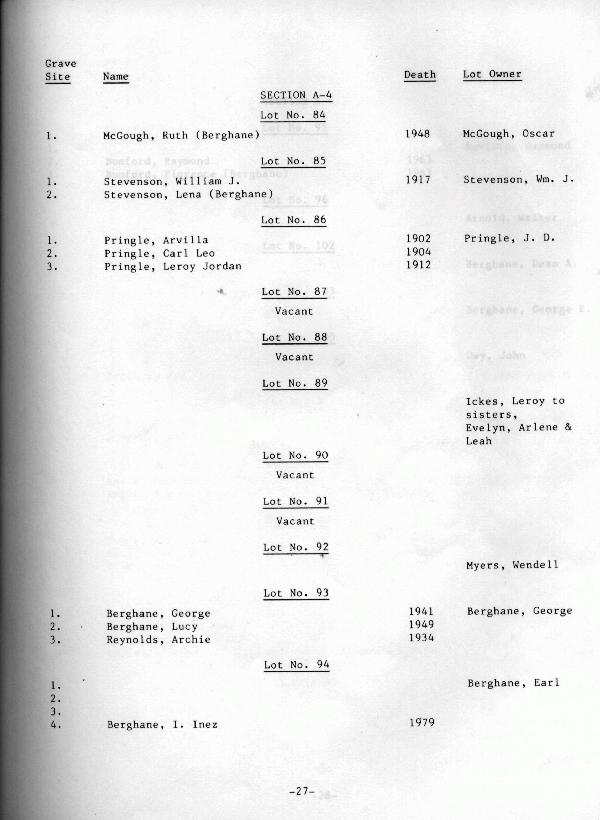 Grave
Site Name Death Lot Owner
SECTION A-4
Lot No. 84
1. McGough, Ruth (Berghane) 1948 McGough, Oscar
Lot No. 85
1. Stevenson, William J. 1917 Stevenson, Wm. J.
2. Stevenson, Lena (Berghane)
Lot No. 86
1. Pringle, Arvilla 1902 Pringle, J. D.
2. Pringle, Carl Leo 1904
3. Pringle, Leroy Jordan 1912
Lot No. 87
Vacant
Lot No. 88
Vacant
Lot No. 89
Ickes, Leroy to
sisters,
Evelyn, Arlene &
Leah
Lot No. 90
Vacant
Lot No. 91
Vacant
Lot No. 92
Myers, Wendell
Lot No. 93
1. Berghane, George 1941 Berghane, George
2. Berghane, Lucy 1949
3. Reynolds, Archie 1934
Lot No. 94
1. Berghane, Earl
2.
3.
4. Berghane, I. Inez 1979
-27-